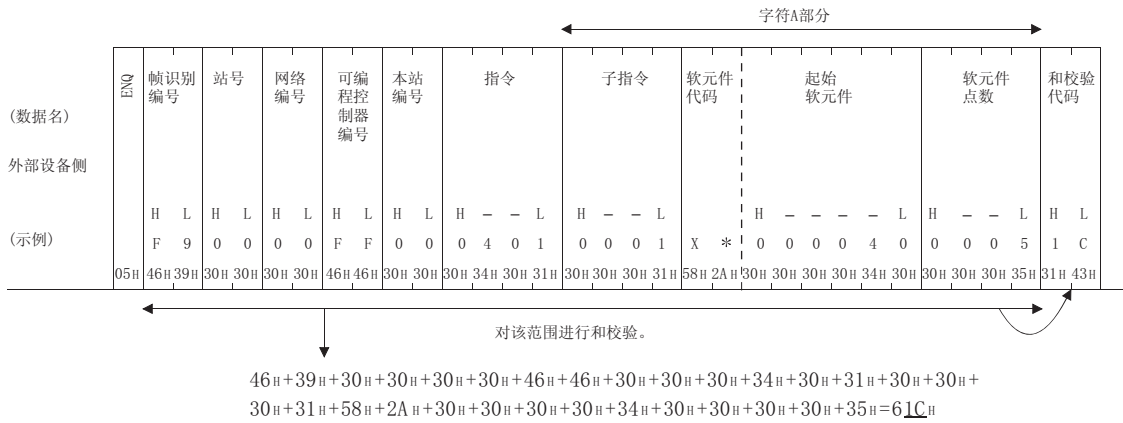 字符A部分
ENQ 帧识别 站号 网络 可编 本站 指令 子指令 软元件 起始 软元件 和校验
编号 编号 程控 编号 代码 软元件 点数 代码
制器
编号
(数据名)
外部设备侧
H L H L H L H L H L H － － L H － － L H － － － － L H － － L H L
(示例) F 9 0 0 0 0 F F 0 0 0 4 0 1 0 0 0 1 X * 0 0 0 0 4 0 0 0 0 5 1 C
05H 46H 39H 30H 30H 30H 30H 46H 46H 30H 30H 30H 34H 30H 31H 30H 30H 30H 31H 58H 2AH 30H 30H 30H 30H 34H 30H 30H 30H 30H 35H 31H 43H
对该范围进行和校验。
46H+39H+30H+30H+30H+30H+46H+46H+30H+30H+30H+34H+30H+31H+30H+30H+
30H+31H+58H+2AH+30H+30H+30H+30H+34H+30H+30H+30H+30H+35H=61CH